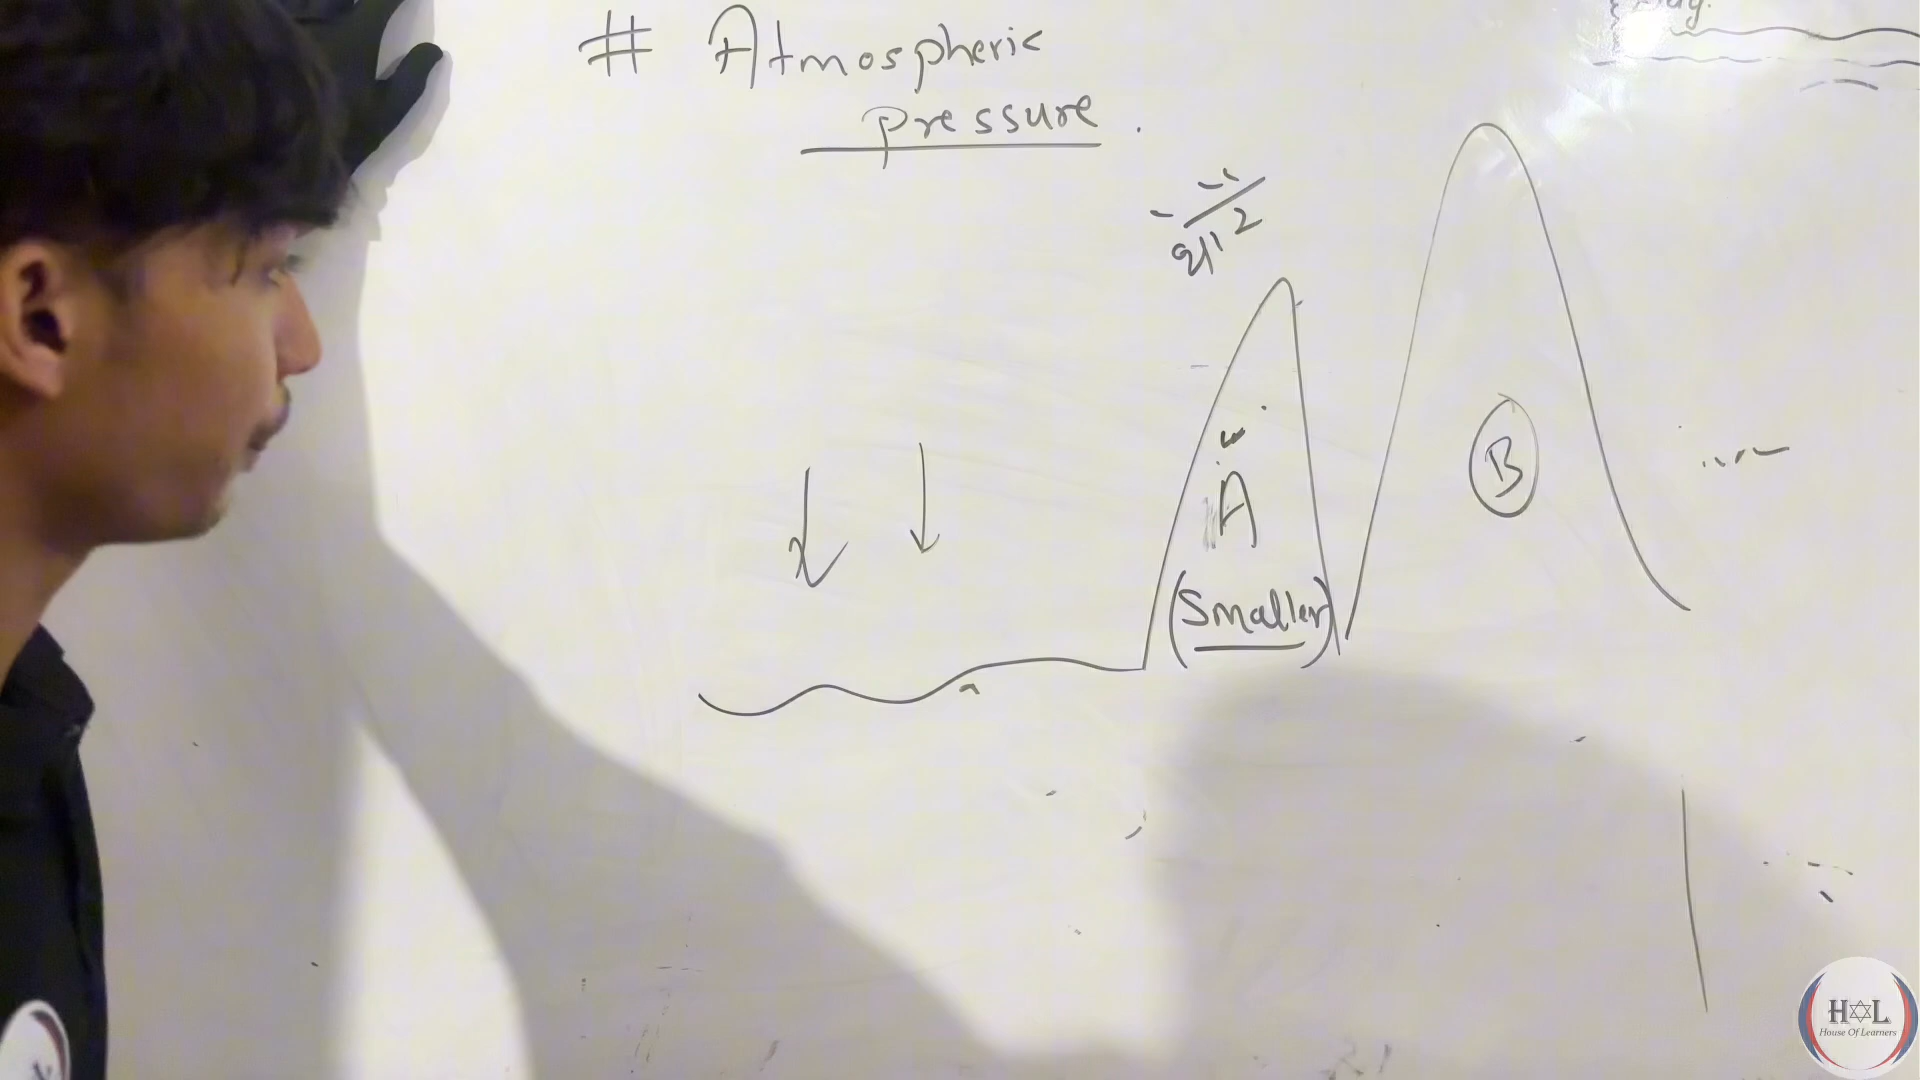 # Atmospheric
pressure.
A
(Smaller)
B
H L
House Of Learners